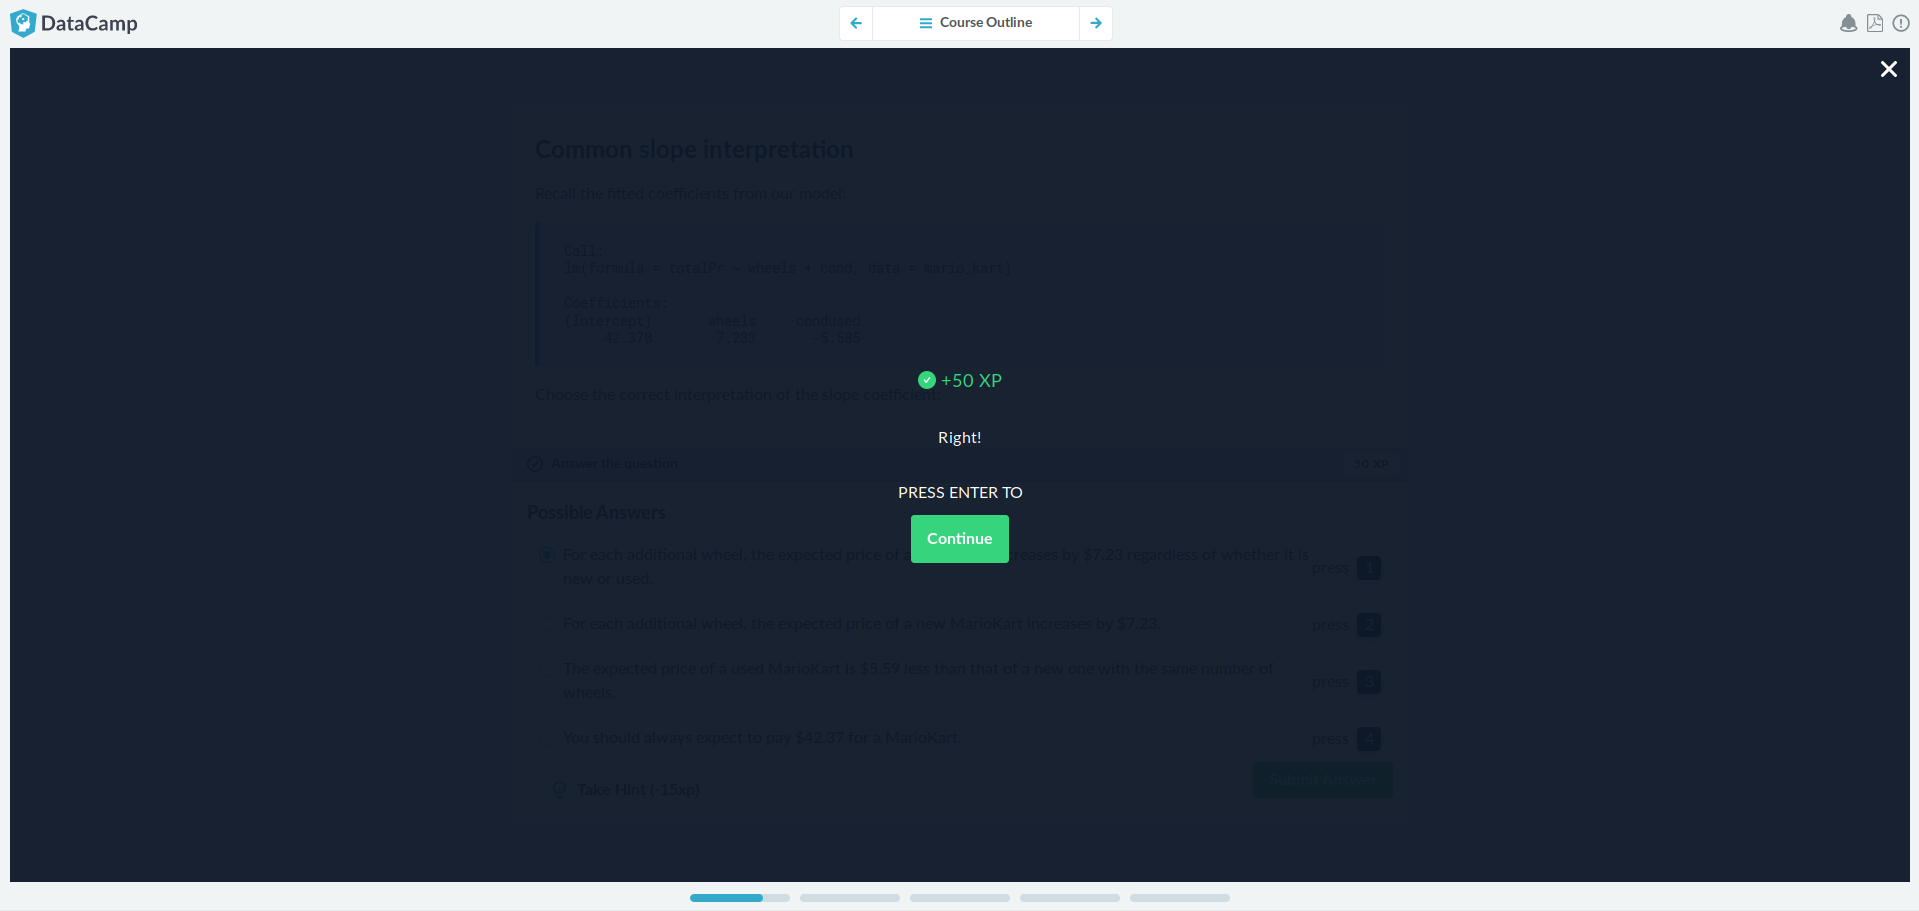 DataCamp
Course Outline
Common slope interpretation
Recall the fitted coefficients from our model:
Call:
lm(formula = totalPr ~ wheels + cond, data = mario_kart)
Coefficients:
(Intercept) wheels condused
42.370 7.233 -5.585
+50 XP
Choose the correct interpretation of the slope coefficient:
Right!
Answer the question
50 XP
PRESS ENTER TO
Possible Answers
Continue
For each additional wheel, the expected price of a creases by $7.23 regardless of whether it is
new or used.
press 1
For each additional wheel, the expected price of a new MarioKart increases by $7.23.
press 2
The expected price of a used MarioKart is $5.59 less than that of a new one with the same number of
wheels.
press 3
You should always expect to pay $42.37 for a MarioKart.
press 4
Take Hint (-15xp)
Submit Answer